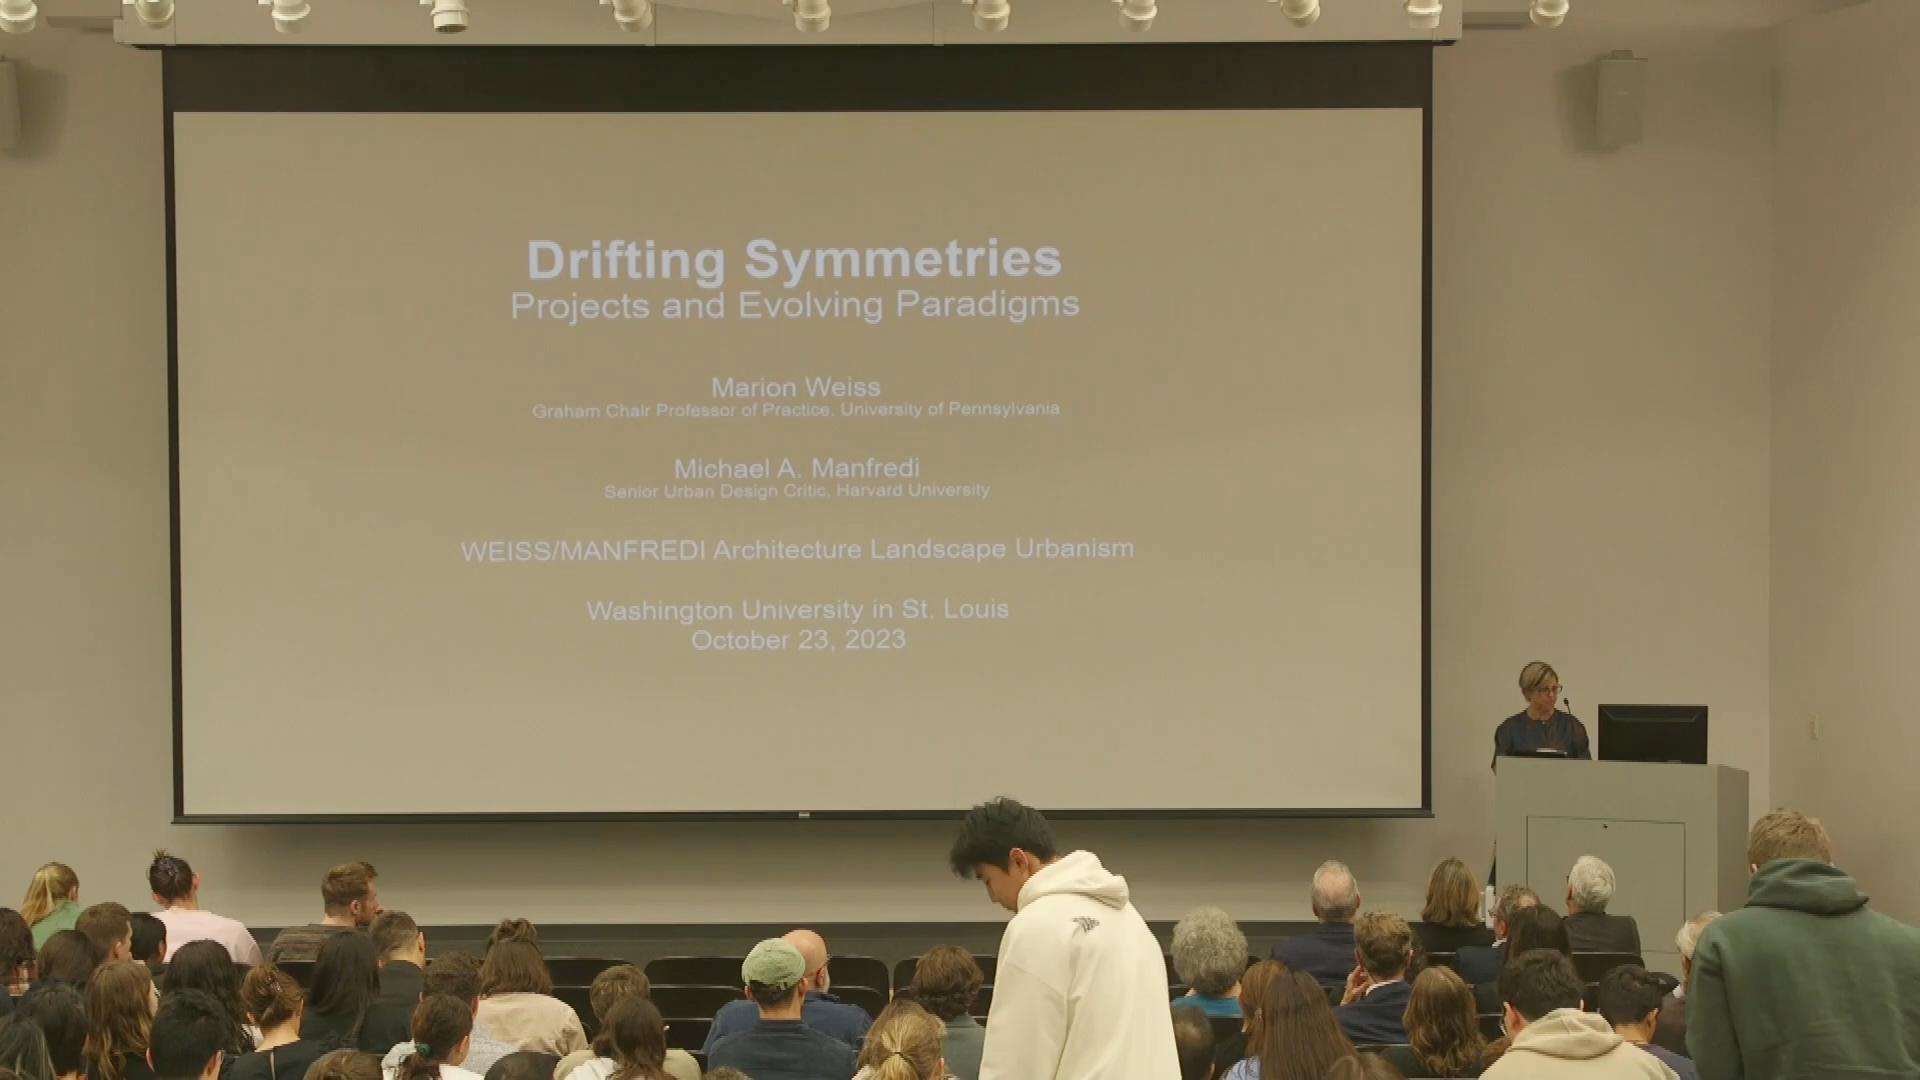 Drifting Symmetries
Projects and Evolving Paradigms
Marion Weiss
Graham Chair Professor of Practice, University of Pennsylvania
Michael A. Manfredi
Senior Urban Design Critic, Harvard University
WEISS/MANFREDI Architecture Landscape Urbanism
Washington University in St. Louis
October 23, 2023